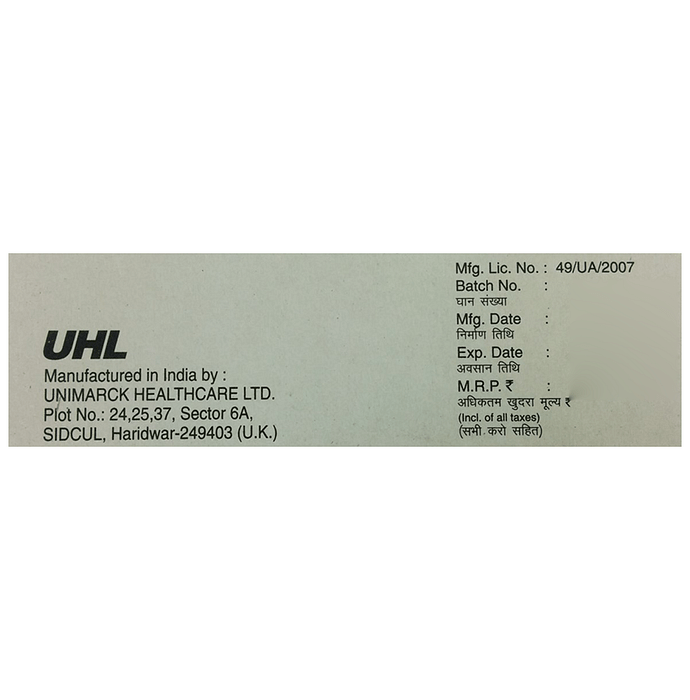 UHL
Manufactured in India by :
UNIMARCK HEALTHCARE LTD.
Plot No.: 24,25,37, Sector 6A,
SIDCUL, Haridwar-249403 (U.K.)
Mfg. Lic. No. : 49/UA/2007
Batch No. :
घान संख्या
Mfg. Date :
निर्माण तिथि
Exp. Date :
अवसान तिथि
M.R.P. ₹ :
अधिकतम खुदरा मूल्य ₹
(Incl. of all taxes)
(सभी करो सहित)